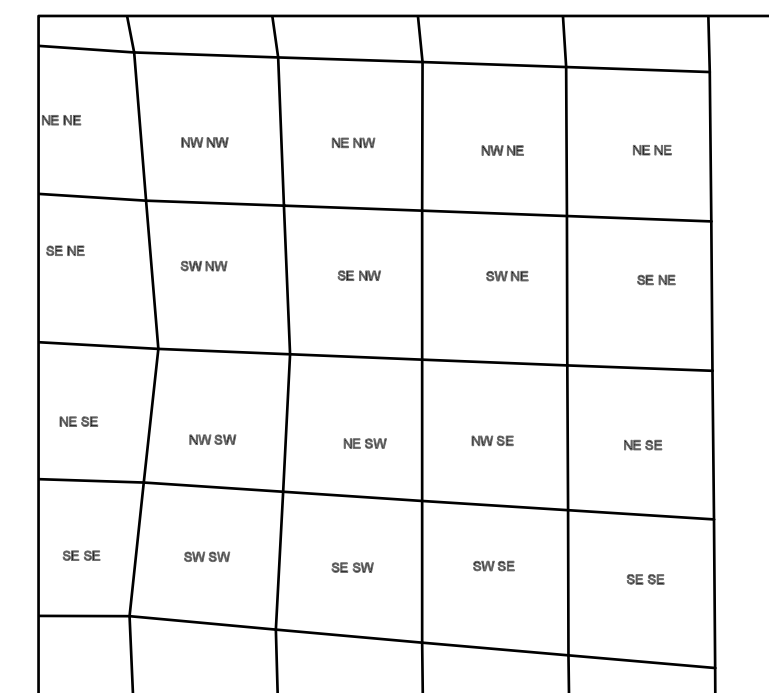 NE NE
NW NW
NE NW
NW NE
NE NE
SE NE
SW NW
SE NW
SW NE
SE NE
NE SE
NW SW
NE SW
NW SE
NE SE
SE SE
SW SW
SE SW
SW SE
SE SE